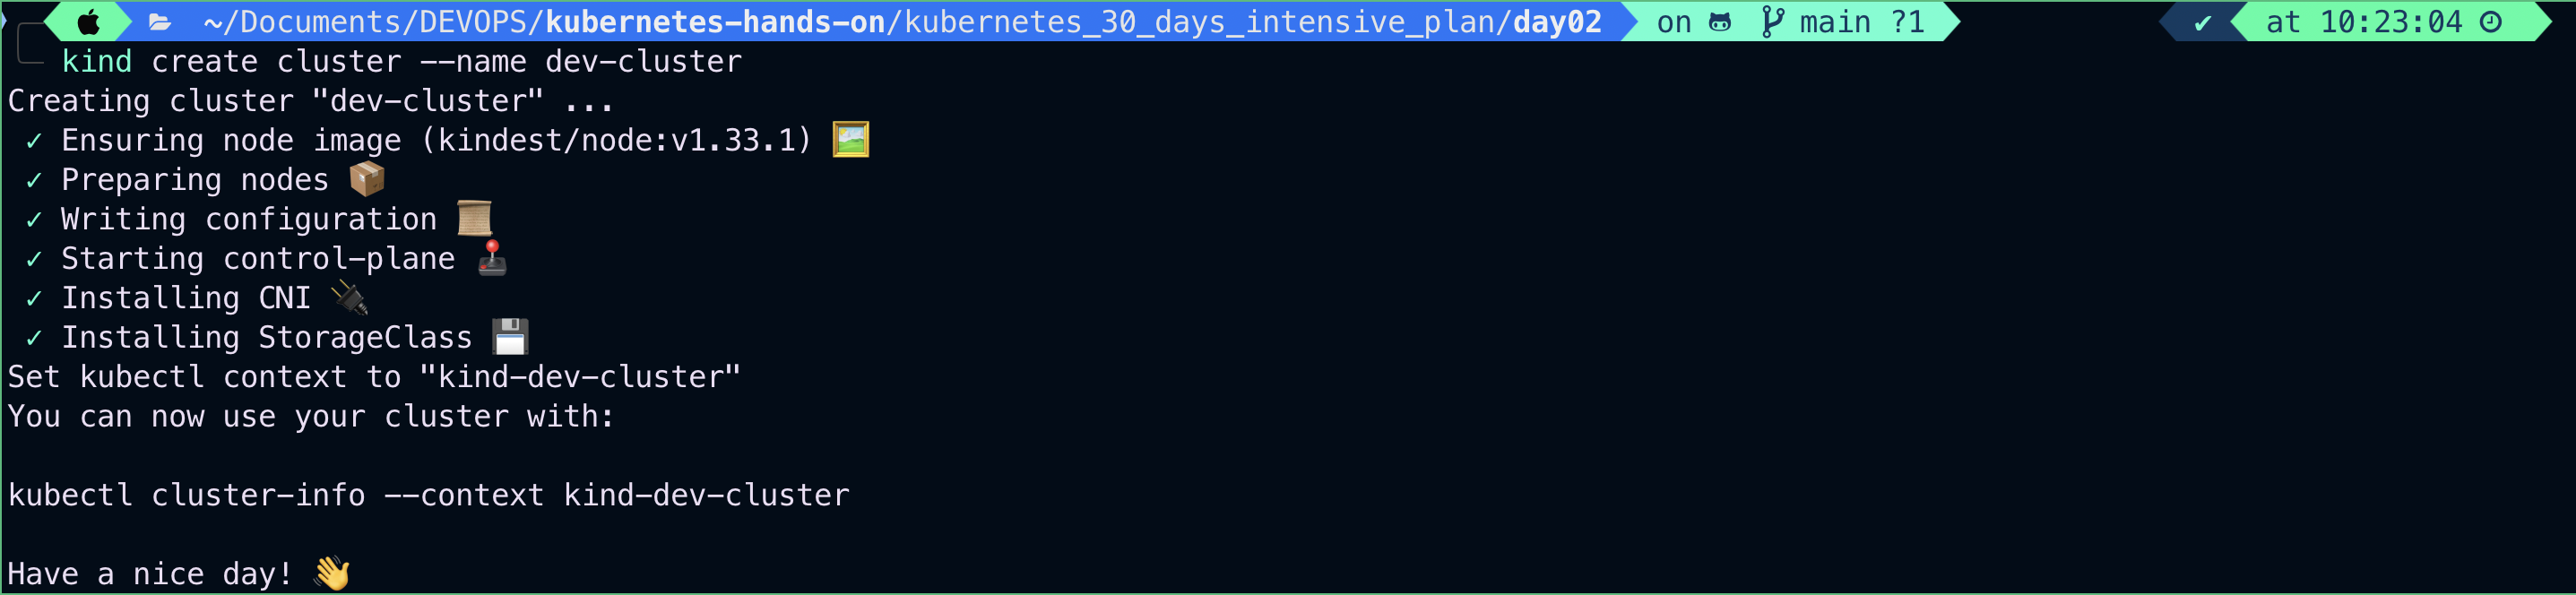 ~/Documents/DEVOPS/kubernetes-hands-on/kubernetes_30_days_intensive_plan/day02 on main ?1 ✔ at 10:23:04
kind create cluster --name dev-cluster
Creating cluster "dev-cluster" ...
✓ Ensuring node image (kindest/node:v1.33.1) 🖼
✓ Preparing nodes 📦
✓ Writing configuration 📜
✓ Starting control-plane 🕹️
✓ Installing CNI 🔌
✓ Installing StorageClass 💾
Set kubectl context to "kind-dev-cluster"
You can now use your cluster with:
kubectl cluster-info --context kind-dev-cluster
Have a nice day! 👋